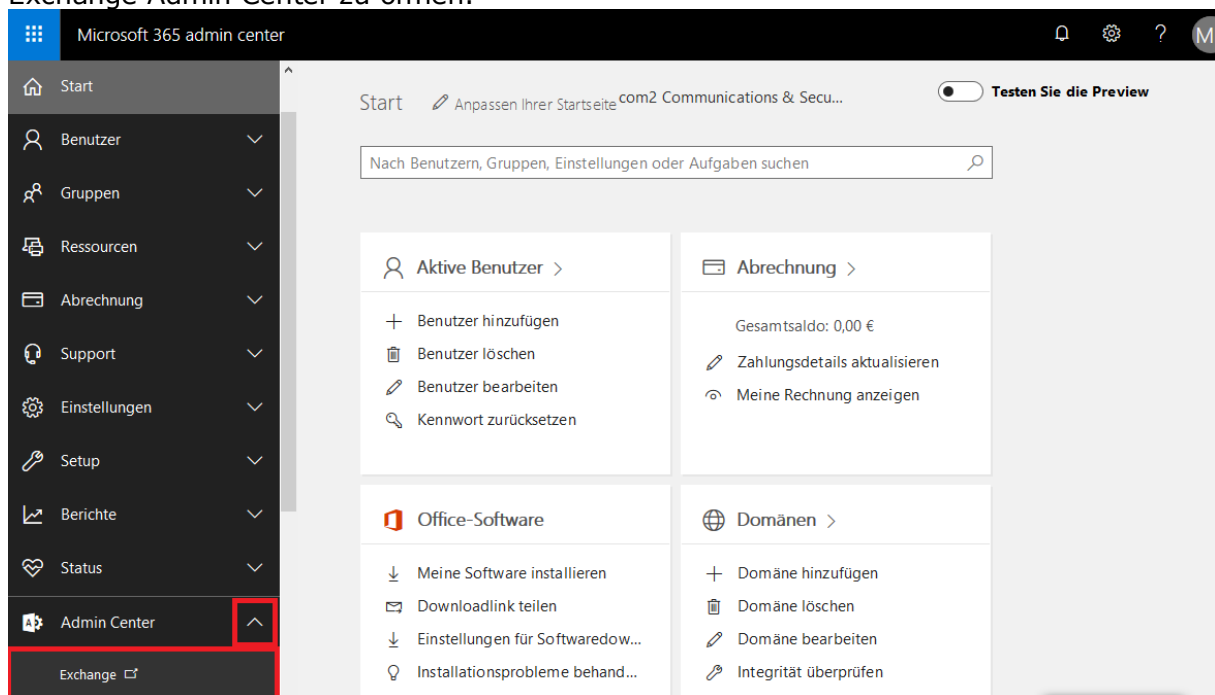 Exchange Admin Center zu öffnen.
Microsoft 365 admin center
?
M
Start
Benutzer
Gruppen
Ressourcen
Abrechnung
Support
Einstellungen
Setup
Berichte
Status
Admin Center
Exchange
Start
Anpassen Ihrer Startseite
com2 Communications & Secu...
Testen Sie die Preview
Nach Benutzern, Gruppen, Einstellungen oder Aufgaben suchen
Aktive Benutzer >
Benutzer hinzufügen
Benutzer löschen
Benutzer bearbeiten
Kennwort zurücksetzen
Abrechnung >
Gesamtsaldo: 0,00 €
Zahlungsdetails aktualisieren
Meine Rechnung anzeigen
Office-Software
Meine Software installieren
Downloadlink teilen
Einstellungen für Softwaredow...
Installationsprobleme behand...
Domänen >
Domäne hinzufügen
Domäne löschen
Domäne bearbeiten
Integrität überprüfen